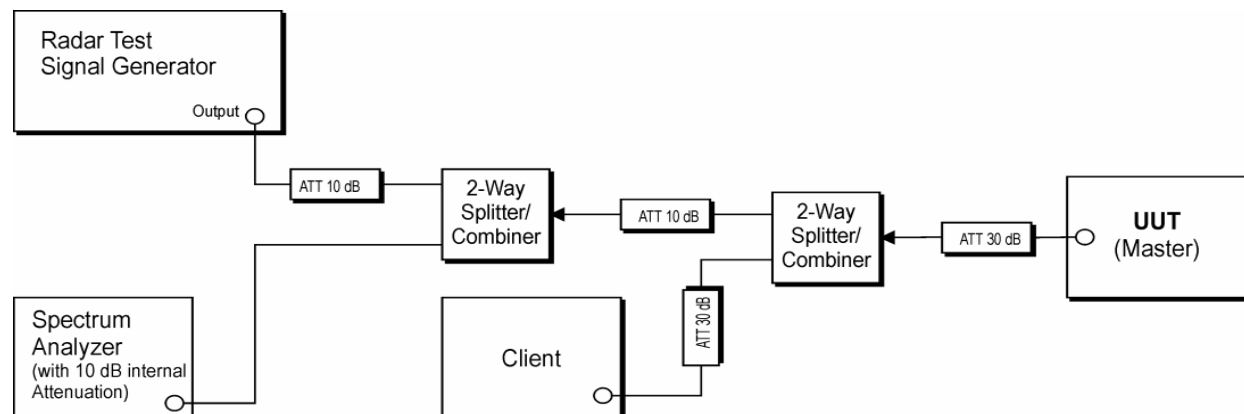 Radar Test
Signal Generator
Output
ATT 10 dB
2-Way
Splitter/
Combiner
ATT 10 dB
2-Way
Splitter/
Combiner
ATT 30 dB
UUT
(Master)
Spectrum
Analyzer
(with 10 dB internal
Attenuation)
Client
ATT 30 dB